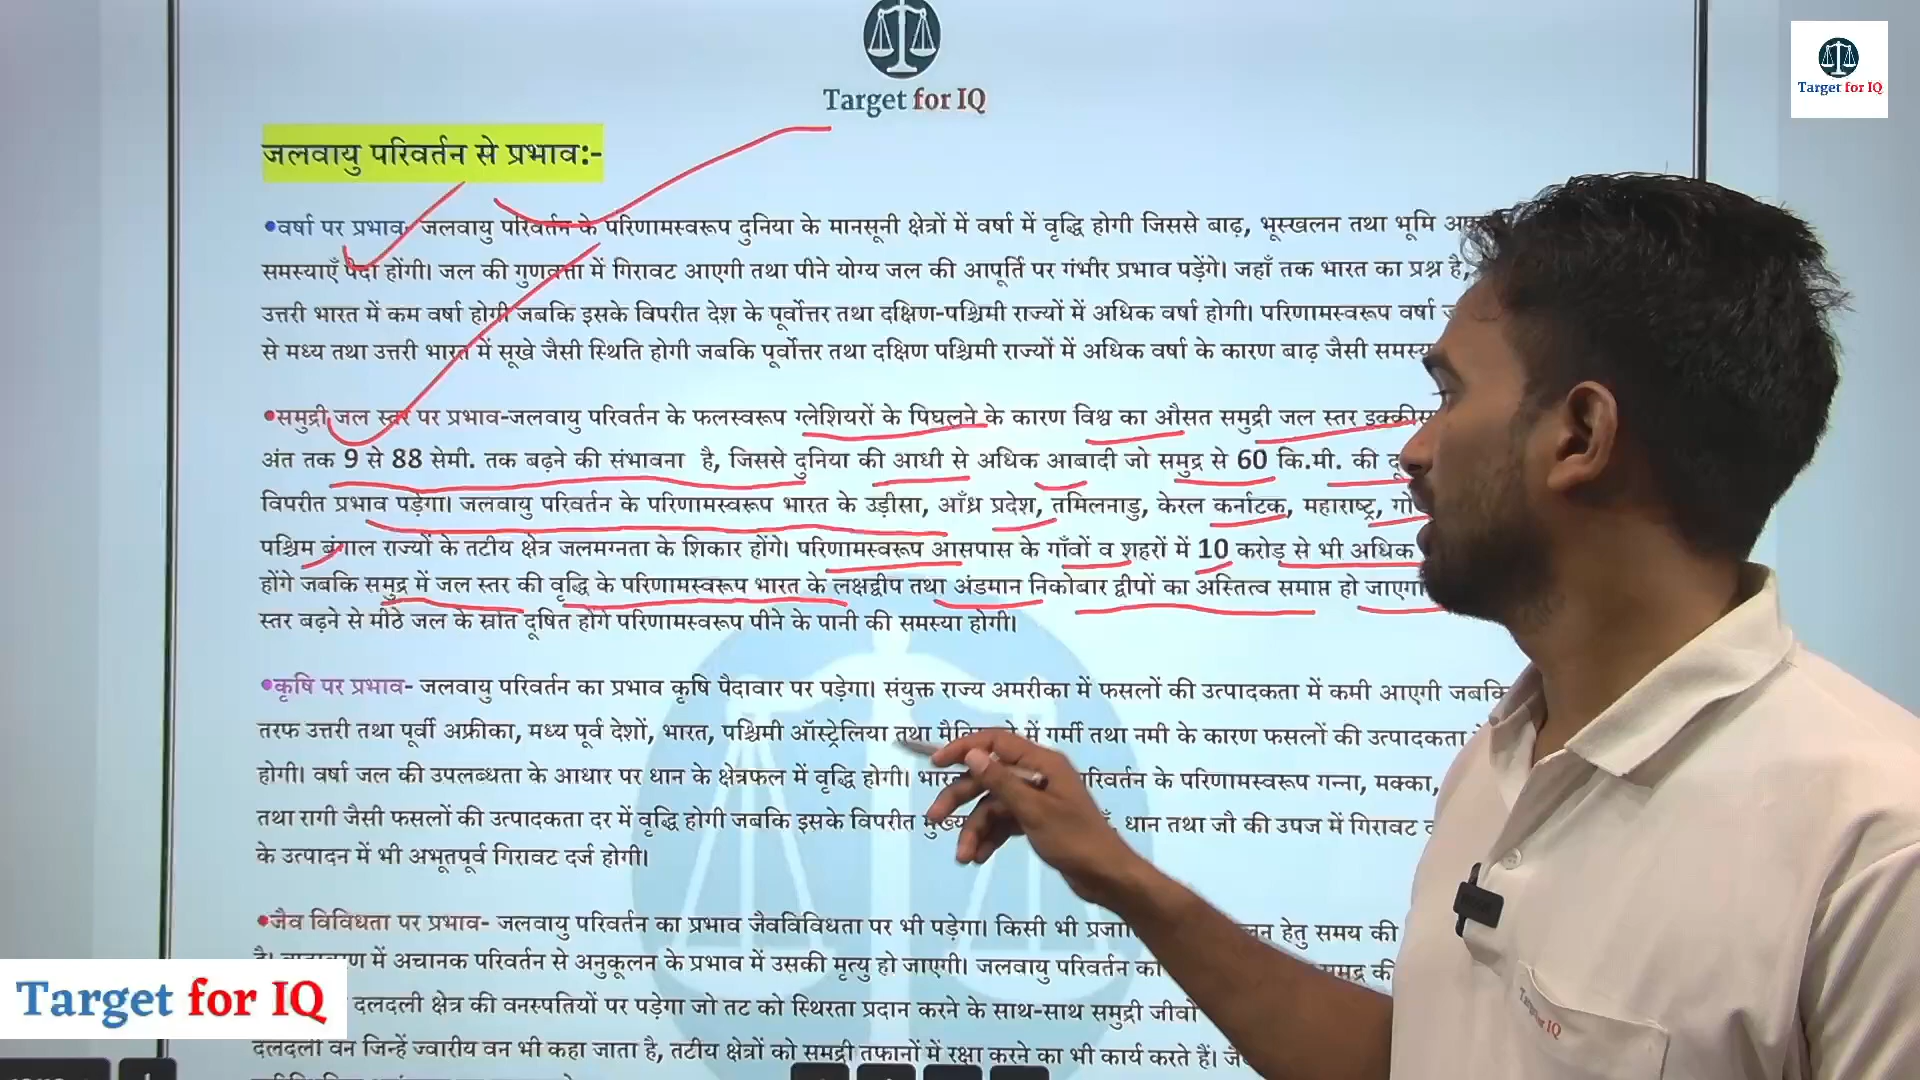 Target for IQ
Target for IQ
जलवायु परिवर्तन से प्रभाव:-
•वर्षा पर प्रभाव- जलवायु परिवर्तन के परिणामस्वरूप दुनिया के मानसूनी क्षेत्रों में वर्षा में वृद्धि होगी जिससे बाढ़, भूस्खलन तथा भूमि
समस्याएँ पैदा होंगी। जल की गुणवत्ता में गिरावट आएगी तथा पीने योग्य जल की आपूर्ति पर गंभीर प्रभाव पड़ेंगे। जहाँ तक भारत का प्रश्न है,
उत्तरी भारत में कम वर्षा होगी जबकि इसके विपरीत देश के पूर्वोत्तर तथा दक्षिण-पश्चिमी राज्यों में अधिक वर्षा होगी। परिणामस्वरूप वर्षा
से मध्य तथा उत्तरी भारत में सूखे जैसी स्थिति होगी जबकि पूर्वोत्तर तथा दक्षिण पश्चिमी राज्यों में अधिक वर्षा के कारण बाढ़ जैसी
•समुद्री जल स्तर पर प्रभाव-जलवायु परिवर्तन के फलस्वरूप ग्लेशियरों के पिघलने के कारण विश्व का औसत समुद्री जल स्तर
अंत तक 9 से 88 सेमी. तक बढ़ने की संभावना है, जिससे दुनिया की आधी से अधिक आबादी जो समुद्र से 60 कि.मी. की
विपरीत प्रभाव पड़ेगा। जलवायु परिवर्तन के परिणामस्वरूप भारत के उड़ीसा, आँध्र प्रदेश, तमिलनाडु, केरल कर्नाटक, महाराष्ट्र,
पश्चिम बंगाल राज्यों के तटीय क्षेत्र जलमग्नता के शिकार होंगे। परिणामस्वरूप आसपास के गाँवों व शहरों में 10 करोड़ से भी अधिक
होंगे जबकि समुद्र में जल स्तर की वृद्धि के परिणामस्वरूप भारत के लक्षद्वीप तथा अंडमान निकोबार द्वीपों का अस्तित्व समाप्त हो जाएगा
स्तर बढ़ने से मीठे जल के स्रोत दूषित होंगे परिणामस्वरूप पीने के पानी की समस्या होगी।
•कृषि पर प्रभाव- जलवायु परिवर्तन का प्रभाव कृषि पैदावार पर पड़ेगा। संयुक्त राज्य अमरीका में फसलों की उत्पादकता में कमी आएगी जबकि
तरफ उत्तरी तथा पूर्वी अफ्रीका, मध्य पूर्व देशों, भारत, पश्चिमी ऑस्ट्रेलिया तथा में गर्मी तथा नमी के कारण फसलों की उत्पादकता
होगी। वर्षा जल की उपलब्धता के आधार पर धान के क्षेत्रफल में वृद्धि होगी। परिवर्तन के परिणामस्वरूप गन्ना, मक्का,
तथा रागी जैसी फसलों की उत्पादकता दर में वृद्धि होगी जबकि इसके विपरीत धान तथा जौ की उपज में गिरावट
के उत्पादन में भी अभूतपूर्व गिरावट दर्ज होगी।
•जैव विविधता पर प्रभाव- जलवायु परिवर्तन का प्रभाव जैवविविधता पर भी पड़ेगा। किसी भी हेतु समय की
में अचानक परिवर्तन से अनुकूलन के प्रभाव में उसकी मृत्यु हो जाएगी। जलवायु परिवर्तन का समुद्र की
दलदली क्षेत्र की वनस्पतियों पर पड़ेगा जो तट को स्थिरता प्रदान करने के साथ-साथ समुद्री जीवों
दलदली वन जिन्हें ज्वारीय वन भी कहा जाता है, तटीय क्षेत्रों को समुद्री तूफानों में रक्षा करने का भी कार्य करते हैं।
Target for IQ
Target for IQ